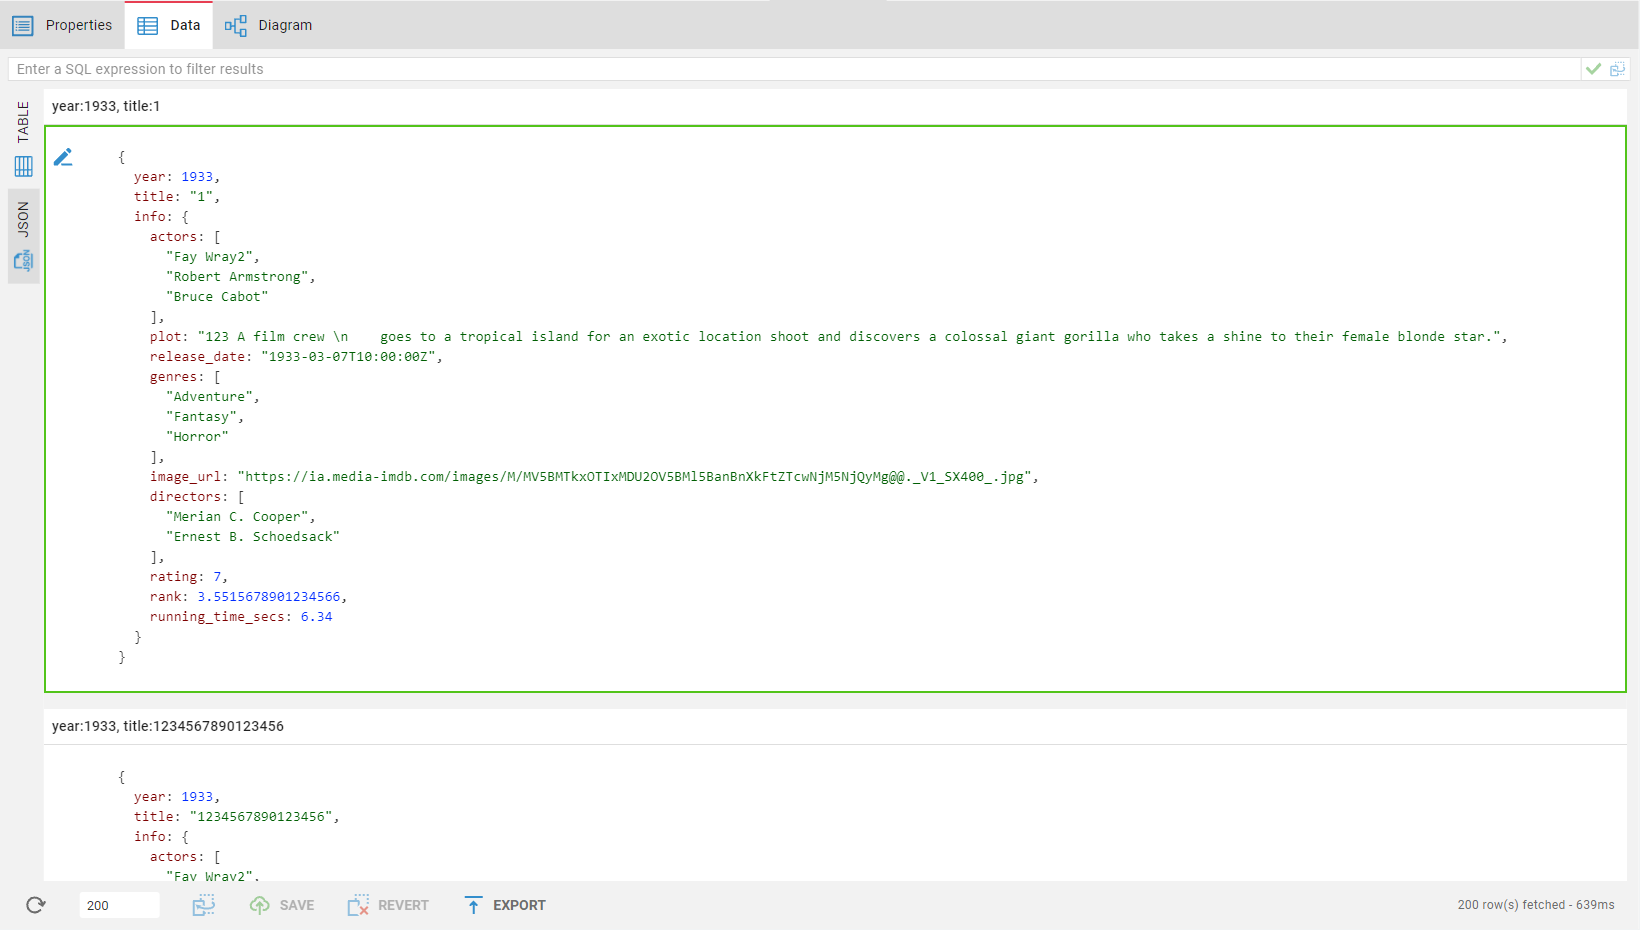 Properties Data Diagram
Enter a SQL expression to filter results
TABLE
JSON
JSON
year:1933, title:1
{
  year: 1933,
  title: "1",
  info: {
    actors: [
      "Fay Wray2",
      "Robert Armstrong",
      "Bruce Cabot"
    ],
    plot: "123 A film crew \n    goes to a tropical island for an exotic location shoot and discovers a colossal giant gorilla who takes a shine to their female blonde star.",
    release_date: "1933-03-07T10:00:00Z",
    genres: [
      "Adventure",
      "Fantasy",
      "Horror"
    ],
    image_url: "https://ia.media-imdb.com/images/M/MV5BMTkxOTIxMDU2OV5BMl5BanBnXkFtZTcwNjM5NjQyMg@@._V1_SX400_.jpg",
    directors: [
      "Merian C. Cooper",
      "Ernest B. Schoedsack"
    ],
    rating: 7,
    rank: 3.5515678901234566,
    running_time_secs: 6.34
  }
}
year:1933, title:1234567890123456
{
  year: 1933,
  title: "1234567890123456",
  info: {
    actors: [
      "Fay Wray2",
200 SAVE REVERT EXPORT 200 row(s) fetched - 639ms